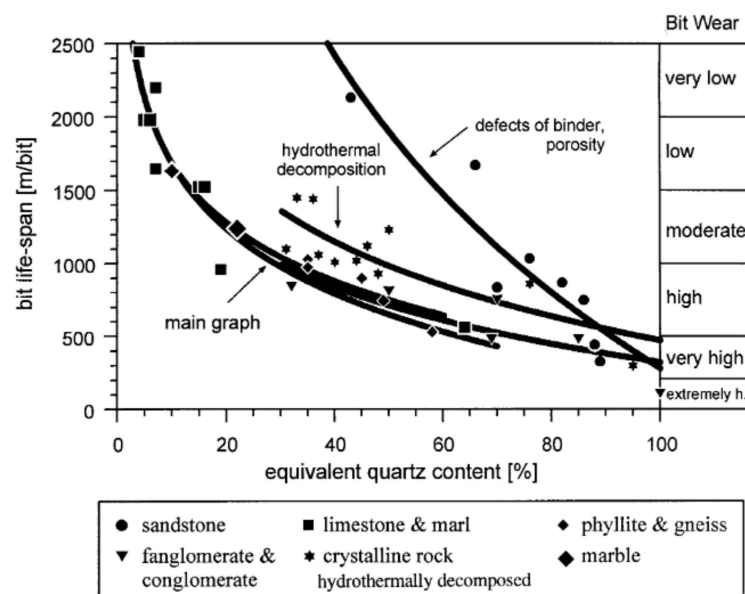 Bit Wear
2500
2000
1500
1000
500
0
bit life-span [m/bit]
very low
low
moderate
high
very high
extremely h.
defects of binder,
porosity
hydrothermal
decomposition
main graph
0 20 40 60 80 100
equivalent quartz content [%]
sandstone limestone & marl phyllite & gneiss
fanglomerate & crystalline rock marble
conglomerate hydrothermally decomposed